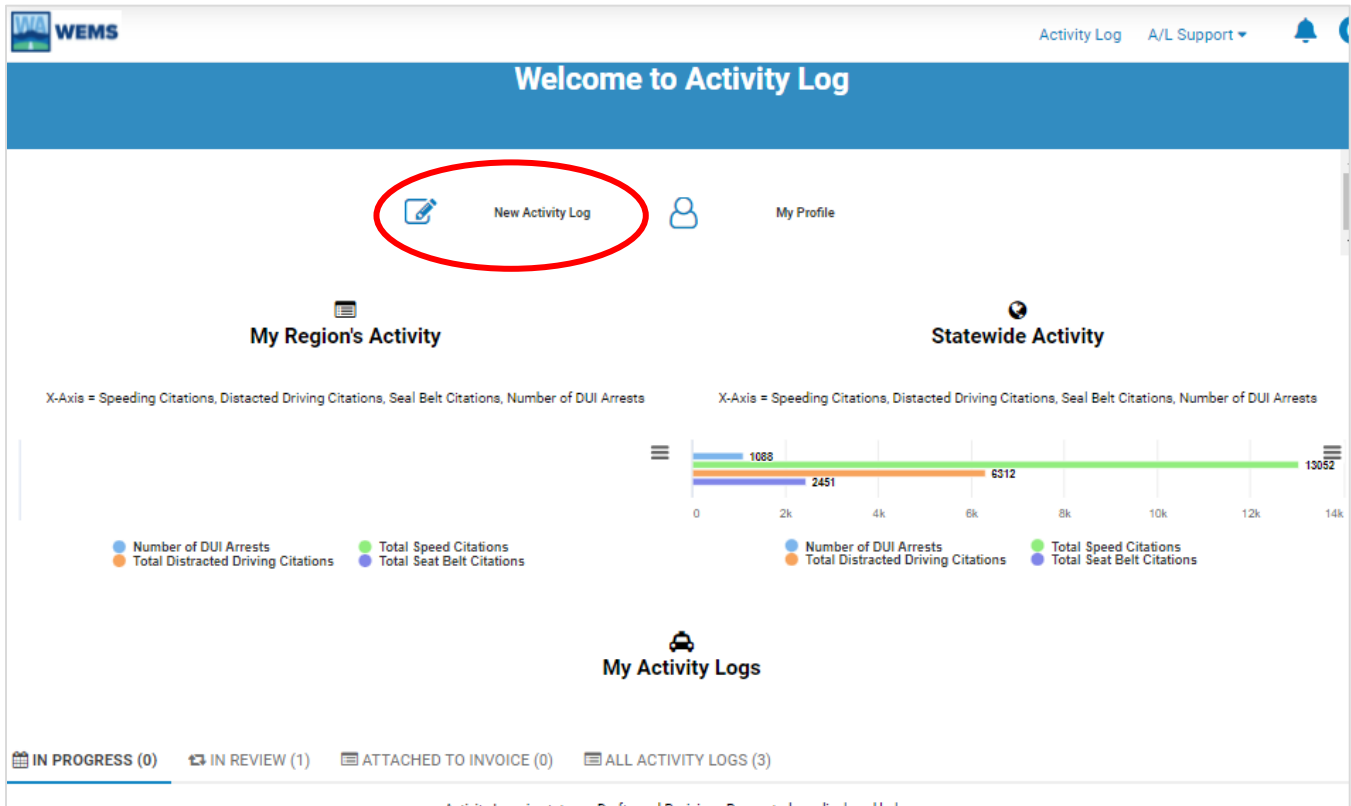 WA WEMS
Activity Log A/L Support
Welcome to Activity Log
New Activity Log My Profile
My Region's Activity
X-Axis = Speeding Citations, Distacted Driving Citations, Seal Belt Citations, Number of DUI Arrests
Number of DUI Arrests Total Speed Citations
Total Distracted Driving Citations Total Seat Belt Citations
Statewide Activity
X-Axis = Speeding Citations, Distacted Driving Citations, Seal Belt Citations, Number of DUI Arrests
1088
13052
6312
2451
0 2k 4k 6k 8k 10k 12k 14k
Number of DUI Arrests Total Speed Citations
Total Distracted Driving Citations Total Seat Belt Citations
My Activity Logs
IN PROGRESS (0) IN REVIEW (1) ATTACHED TO INVOICE (0) ALL ACTIVITY LOGS (3)